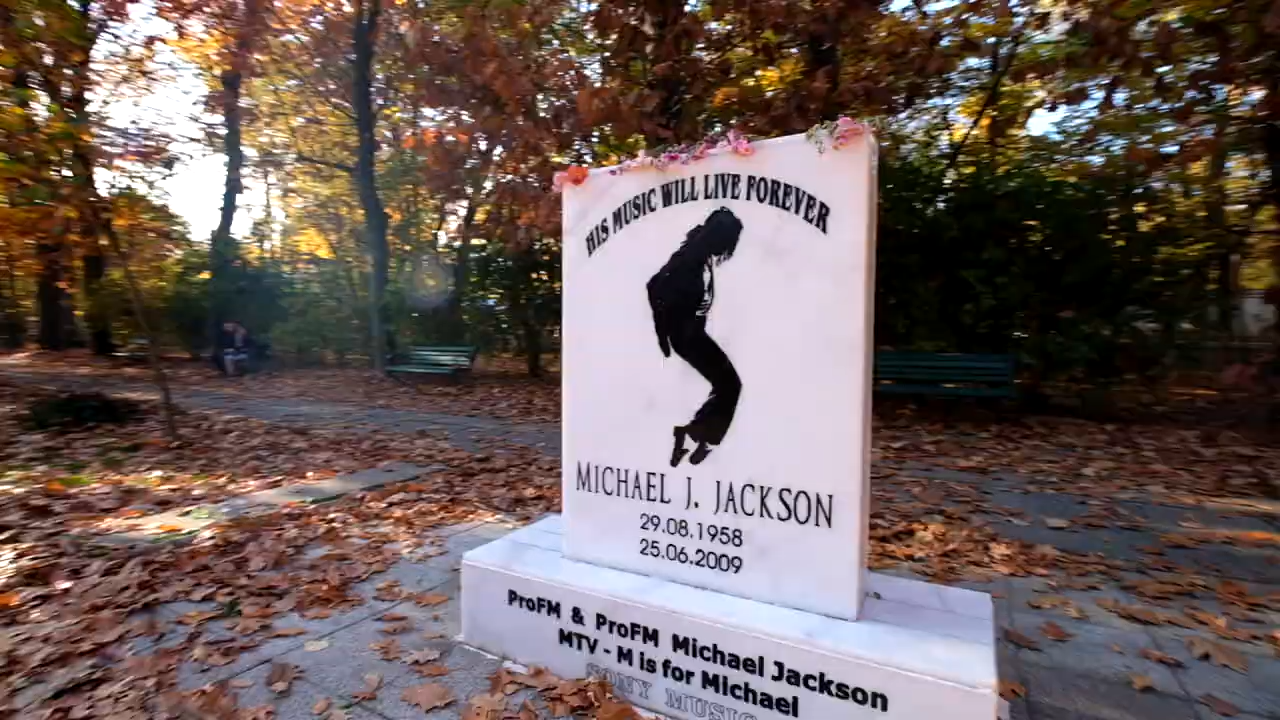 HIS MUSIC WILL LIVE FOREVER
MICHAEL J. JACKSON
29.08.1958
25.06.2009
ProFM & ProFM Michael Jackson
MTV - M is for Michael
SONY MUSIC